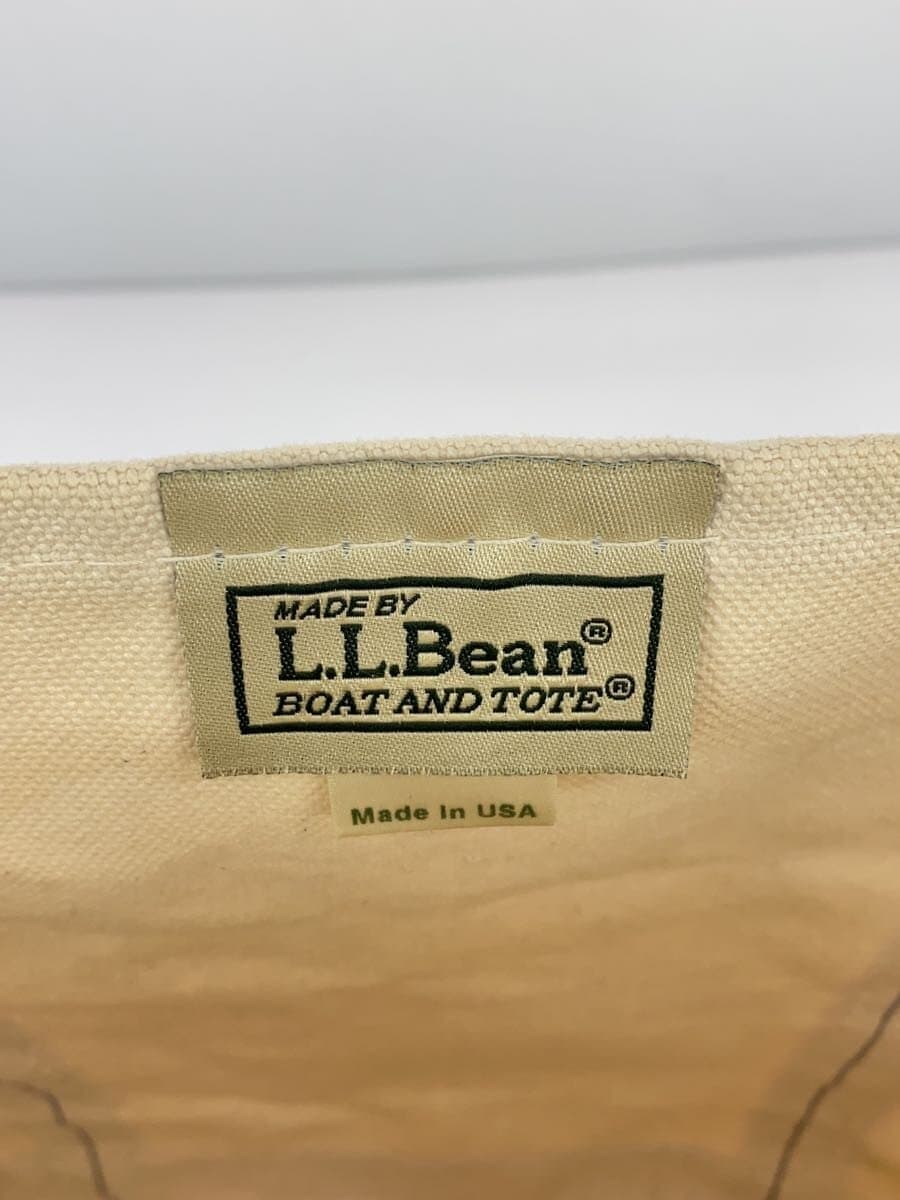 MADE BY
L.L.Bean®
BOAT AND TOTE®
Made In USA